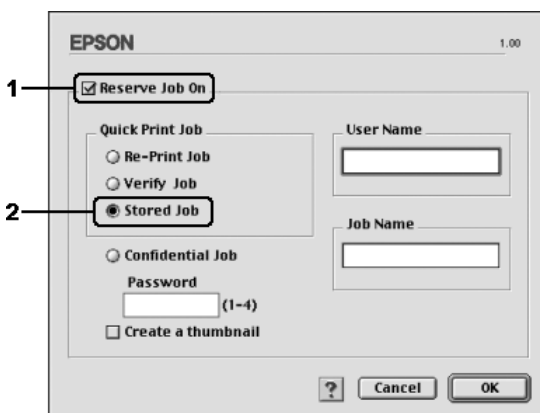 EPSON
1.00
1
Reserve Job On
Quick Print Job
User Name
Re-Print Job
Verify Job
2
Stored Job
Job Name
Confidential Job
Password
(1-4)
Create a thumbnail
?
Cancel
OK